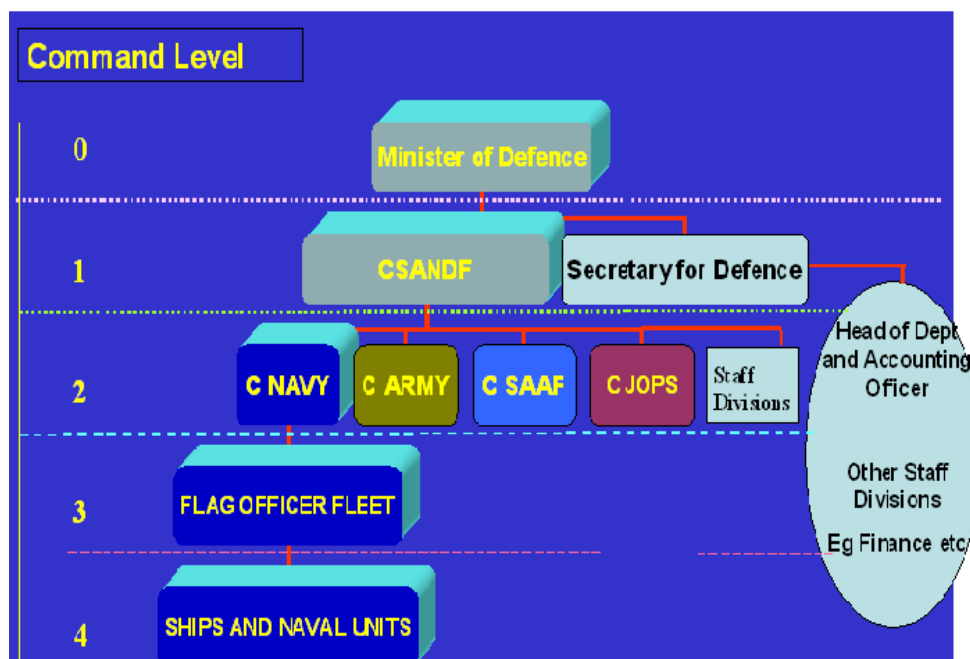 Command Level
0
Minister of Defence
1
CSANDF
Secretary for Defence
2
C NAVY
C ARMY
C SAAF
C JOPS
Staff
Divisions
Head of Dept
and Accounting
Oficer
3
FLAG OFFICER FLEET
Other Staff
Divisions
Eg Finance etc
4
SHIPS AND NAVAL UNITS